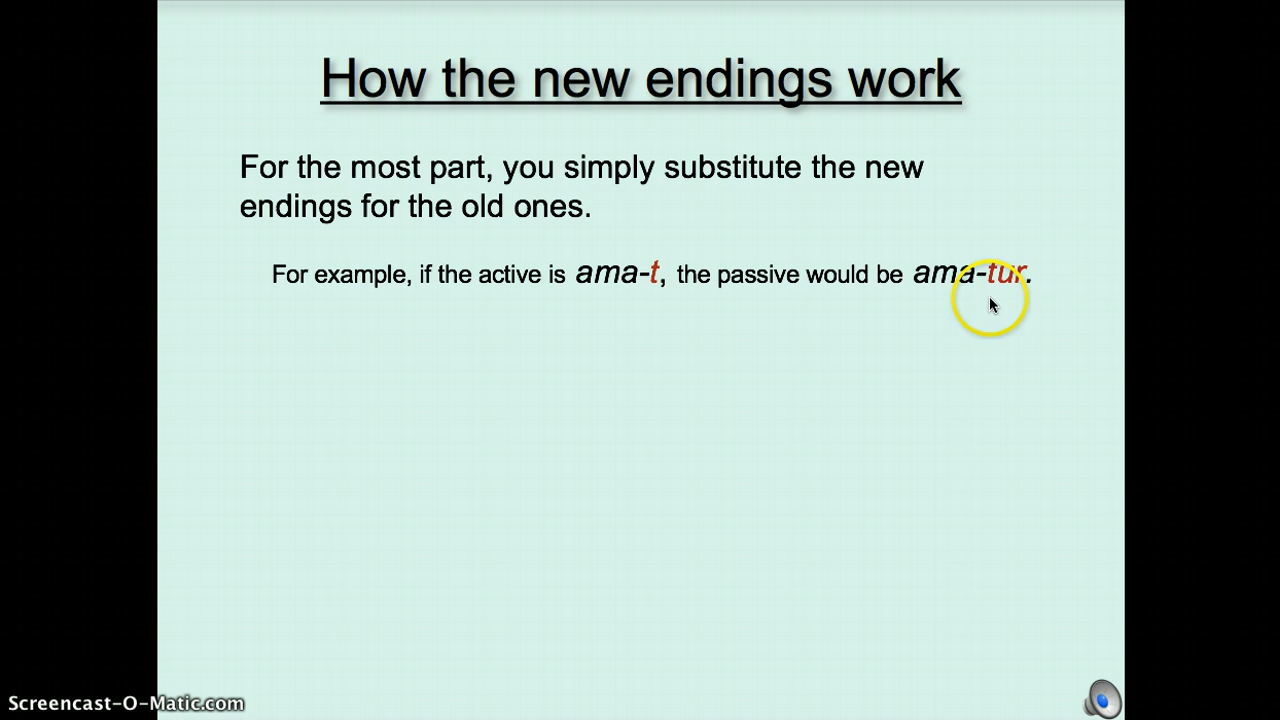 How the new endings work
For the most part, you simply substitute the new
endings for the old ones.
For example, if the active is ama-t, the passive would be ama-tur.
Screencast-O-Matic.com